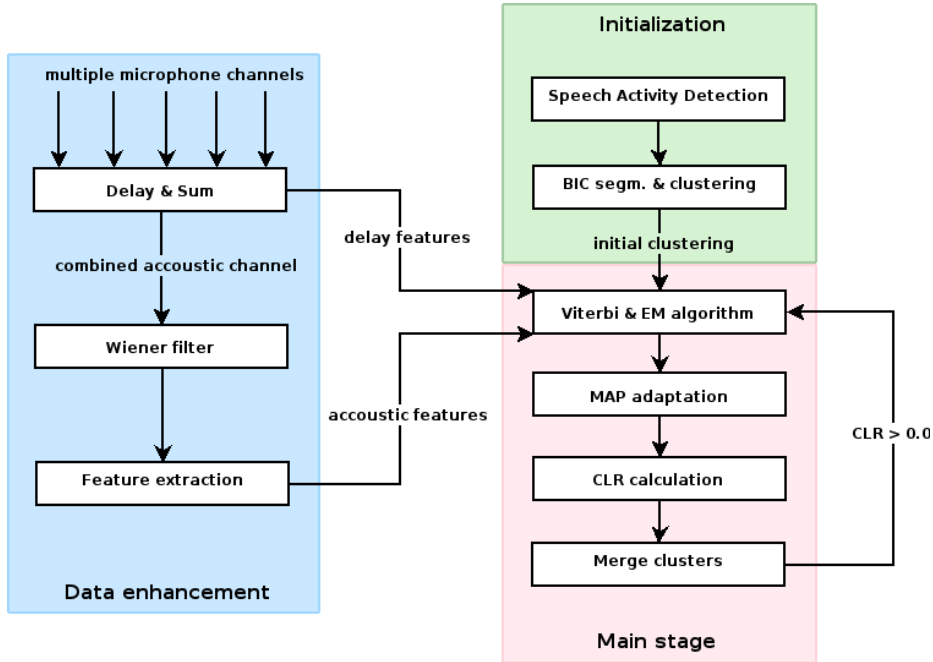 multiple microphone channels
Delay & Sum
delay features
combined accoustic channel
Wiener filter
accoustic features
Feature extraction
Data enhancement
Initialization
Speech Activity Detection
BIC segm. & clustering
initial clustering
Viterbi & EM algorithm
MAP adaptation
CLR calculation
Merge clusters
CLR > 0.0
Main stage